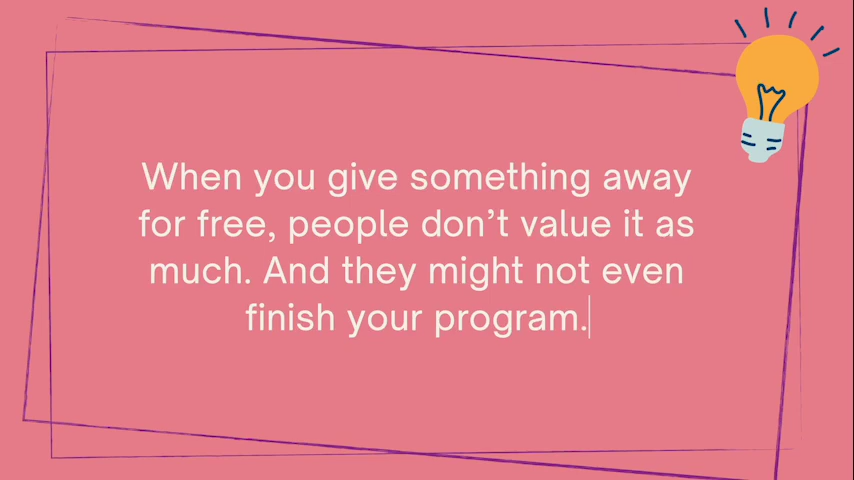 When you give something away
for free, people don’t value it as
much. And they might not even
finish your program.